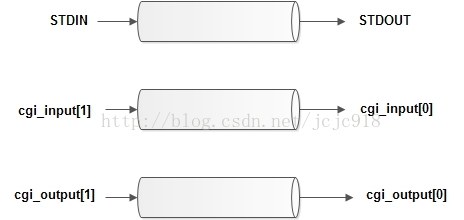 STDIN STDOUT
cgi_input[1] cgi_input[0]
http://blog.csdn.net/jcjc918
cgi_output[1] cgi_output[0]